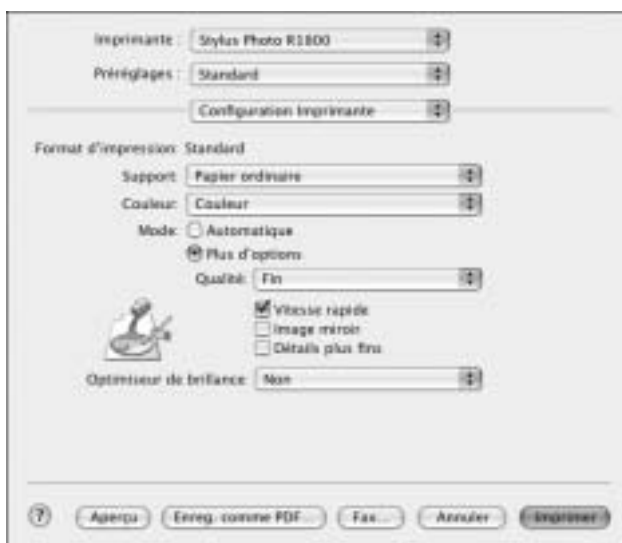 Imprimante : Stylus Photo R1800
Préréglages : Standard
Configuration Imprimante
Format d'impression: Standard
Support: Papier ordinaire
Couleur: Couleur
Mode: Automatique
Plus d'options
Qualité: Fin
Vitesse rapide
Image miroir
Détails plus fins
Optimiseur de brillance: Non
? Aperçu Enreg. comme PDF... Fax... Annuler Imprimer